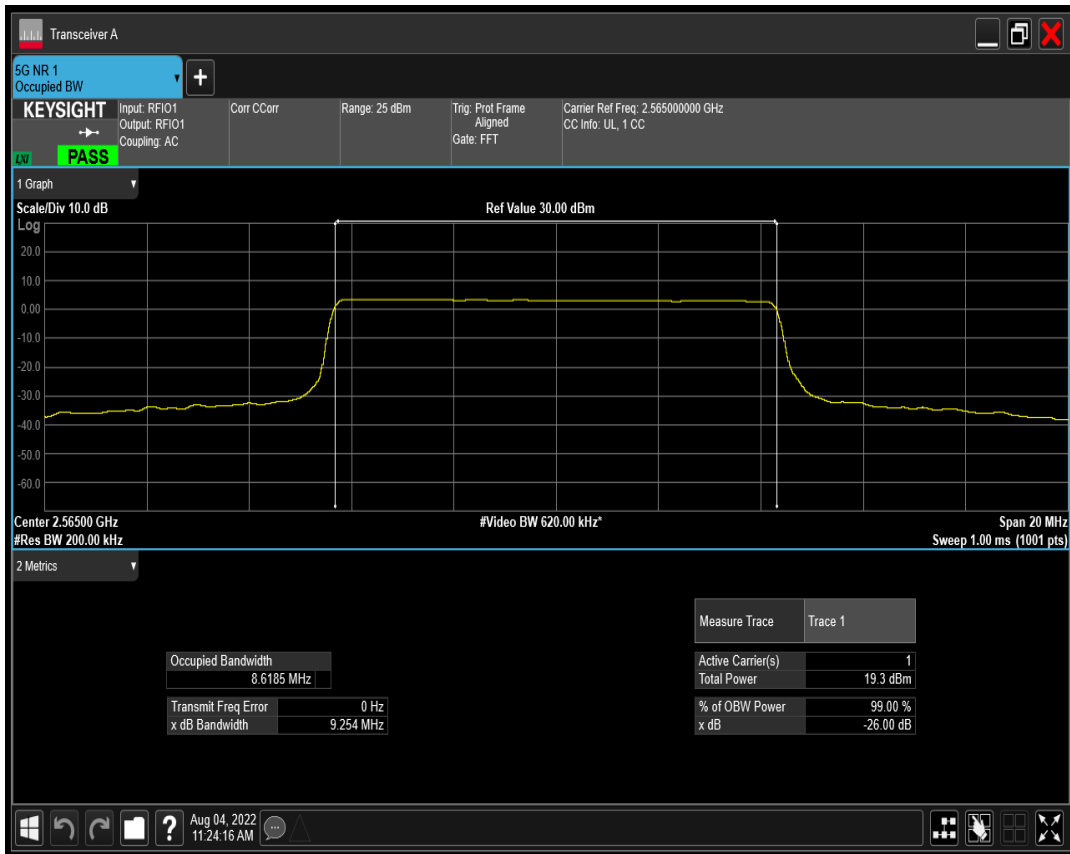 Transceiver A
5G NR 1
Occupied BW
+
KEYSIGHT
LXI
PASS
Input: RFIO1
Output: RFIO1
Coupling: AC
Corr CCorr
Range: 25 dBm
Trig: Prot Frame
Aligned
Gate: FFT
Carrier Ref Freq: 2.565000000 GHz
CC Info: UL, 1 CC
1 Graph
Scale/Div 10.0 dB
Ref Value 30.00 dBm
Log
20.0
10.0
0.00
-10.0
-20.0
-30.0
-40.0
-50.0
-60.0
Center 2.56500 GHz
#Video BW 620.00 kHz*
Span 20 MHz
#Res BW 200.00 kHz
Sweep 1.00 ms (1001 pts)
2 Metrics
Measure Trace Trace 1
Occupied Bandwidth
8.6185 MHz
Active Carrier(s) 1
Total Power 19.3 dBm
Transmit Freq Error 0 Hz
x dB Bandwidth 9.254 MHz
% of OBW Power 99.00 %
x dB -26.00 dB
?
Aug 04, 2022
11:24:16 AM